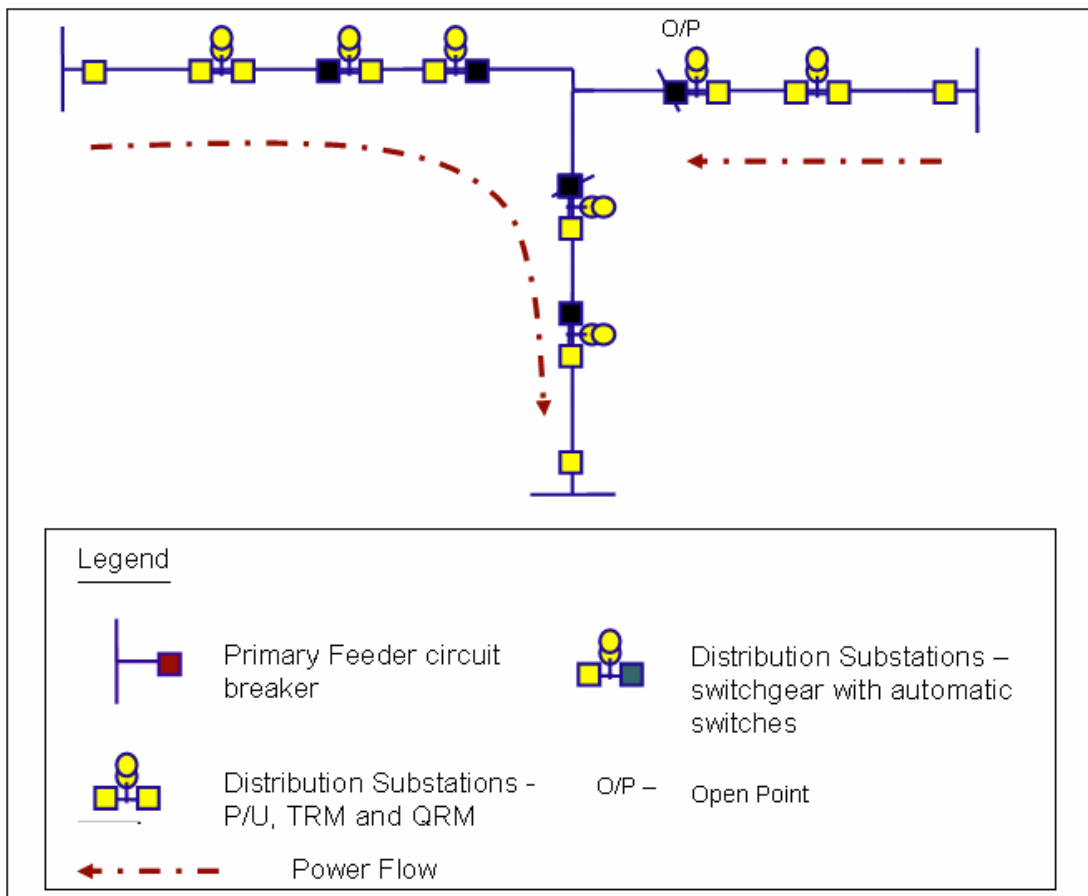 O/P
Legend
Primary Feeder circuit
breaker
Distribution Substations –
switchgear with automatic
switches
Distribution Substations -
P/U, TRM and QRM
O/P – Open Point
Power Flow